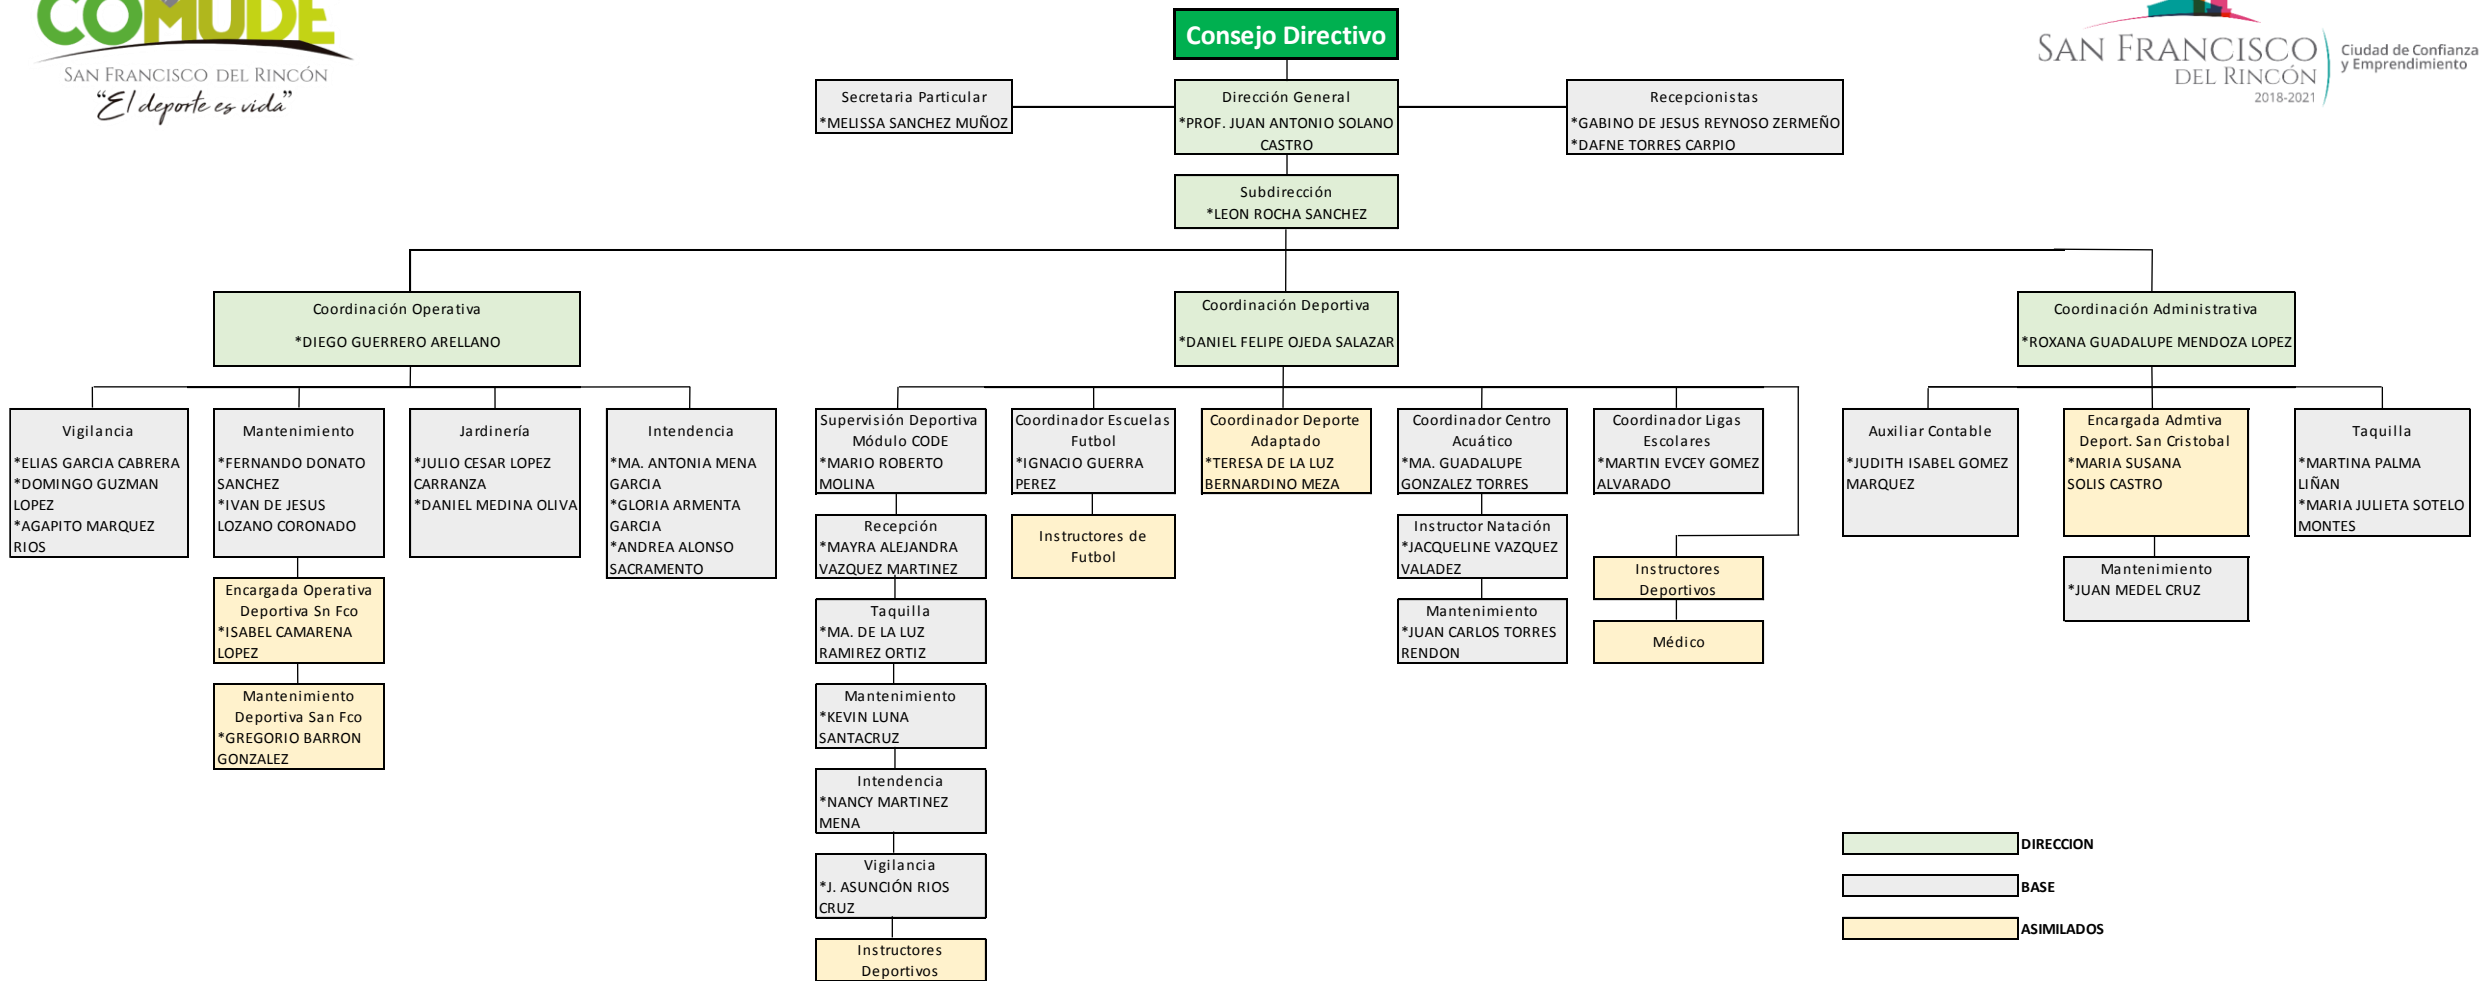 COMUDE
SAN FRANCISCO DEL RINCÓN
"El deporte es vida"
Consejo Directivo
SAN FRANCISCO
DEL RINCÓN
2018-2021
Ciudad de Confianza
y Emprendimiento
Secretaria Particular
*MELISSA SANCHEZ MUÑOZ
Dirección General
*PROF. JUAN ANTONIO SOLANO
CASTRO
Recepcionistas
*GABINO DE JESUS REYNOSO ZERMEÑO
*DAFNE TORRES CARPIO
Subdirección
*LEON ROCHA SANCHEZ
Coordinación Operativa
*DIEGO GUERRERO ARELLANO
Coordinación Deportiva
*DANIEL FELIPE OJEDA SALAZAR
Coordinación Administrativa
*ROXANA GUADALUPE MENDOZA LOPEZ
Vigilancia
*ELIAS GARCIA CABRERA
*DOMINGO GUZMAN
LOPEZ
*AGAPITO MARQUEZ
RIOS
Mantenimiento
*FERNANDO DONATO
SANCHEZ
*IVAN DE JESUS
LOZANO CORONADO
Jardinería
*JULIO CESAR LOPEZ
CARRANZA
*DANIEL MEDINA OLIVA
Intendencia
*MA. ANTONIA MENA
GARCIA
*GLORIA ARMENTA
GARCIA
*ANDREA ALONSO
SACRAMENTO
Encargada Operativa
Deportiva Sn Fco
*ISABEL CAMARENA
LOPEZ
Mantenimiento
Deportiva San Fco
*GREGORIO BARRON
GONZALEZ
Supervisión Deportiva
Módulo CODE
*MARIO ROBERTO
MOLINA
Recepción
*MAYRA ALEJANDRA
VAZQUEZ MARTINEZ
Taquilla
*MA. DE LA LUZ
RAMIREZ ORTIZ
Mantenimiento
*KEVIN LUNA
SANTACRUZ
Intendencia
*NANCY MARTINEZ
MENA
Vigilancia
*J. ASUNCIÓN RIOS
CRUZ
Instructores
Deportivos
Coordinador Escuelas
Futbol
*IGNACIO GUERRA
PEREZ
Instructores de
Futbol
Coordinador Deporte
Adaptado
*TERESA DE LA LUZ
BERNARDINO MEZA
Coordinador Centro
Acuático
*MA. GUADALUPE
GONZALEZ TORRES
Instructor Natación
*JACQUELINE VAZQUEZ
VALADEZ
Mantenimiento
*JUAN CARLOS TORRES
RENDON
Coordinador Ligas
Escolares
*MARTIN EVCEY GOMEZ
ALVARADO
Instructores
Deportivos
Médico
Auxiliar Contable
*JUDITH ISABEL GOMEZ
MARQUEZ
Encargada Admtiva
Deport. San Cristobal
*MARIA SUSANA
SOLIS CASTRO
Mantenimiento
*JUAN MEDEL CRUZ
Taquilla
*MARTINA PALMA
LIÑAN
*MARIA JULIETA SOTELO
MONTES
DIRECCION
BASE
ASIMILADOS